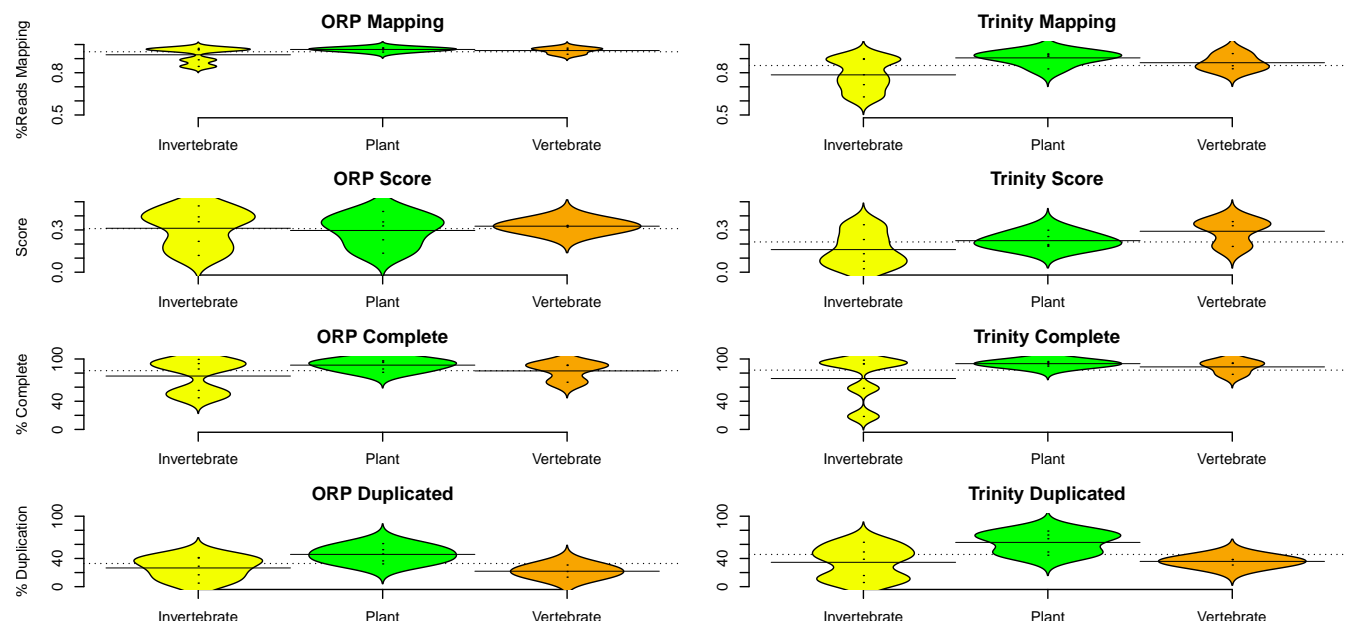 ORP Mapping
%Reads Mapping
0.5
0.8
Invertebrate
Plant
Vertebrate
Trinity Mapping
0.5
0.8
Invertebrate
Plant
Vertebrate
ORP Score
Score
0.0
0.3
Invertebrate
Plant
Vertebrate
Trinity Score
0.0
0.3
Invertebrate
Plant
Vertebrate
ORP Complete
% Complete
0
40
100
Invertebrate
Plant
Vertebrate
Trinity Complete
0
40
100
Invertebrate
Plant
Vertebrate
ORP Duplicated
% Duplication
0
40
100
Invertebrate
Plant
Vertebrate
Trinity Duplicated
0
40
100
Invertebrate
Plant
Vertebrate